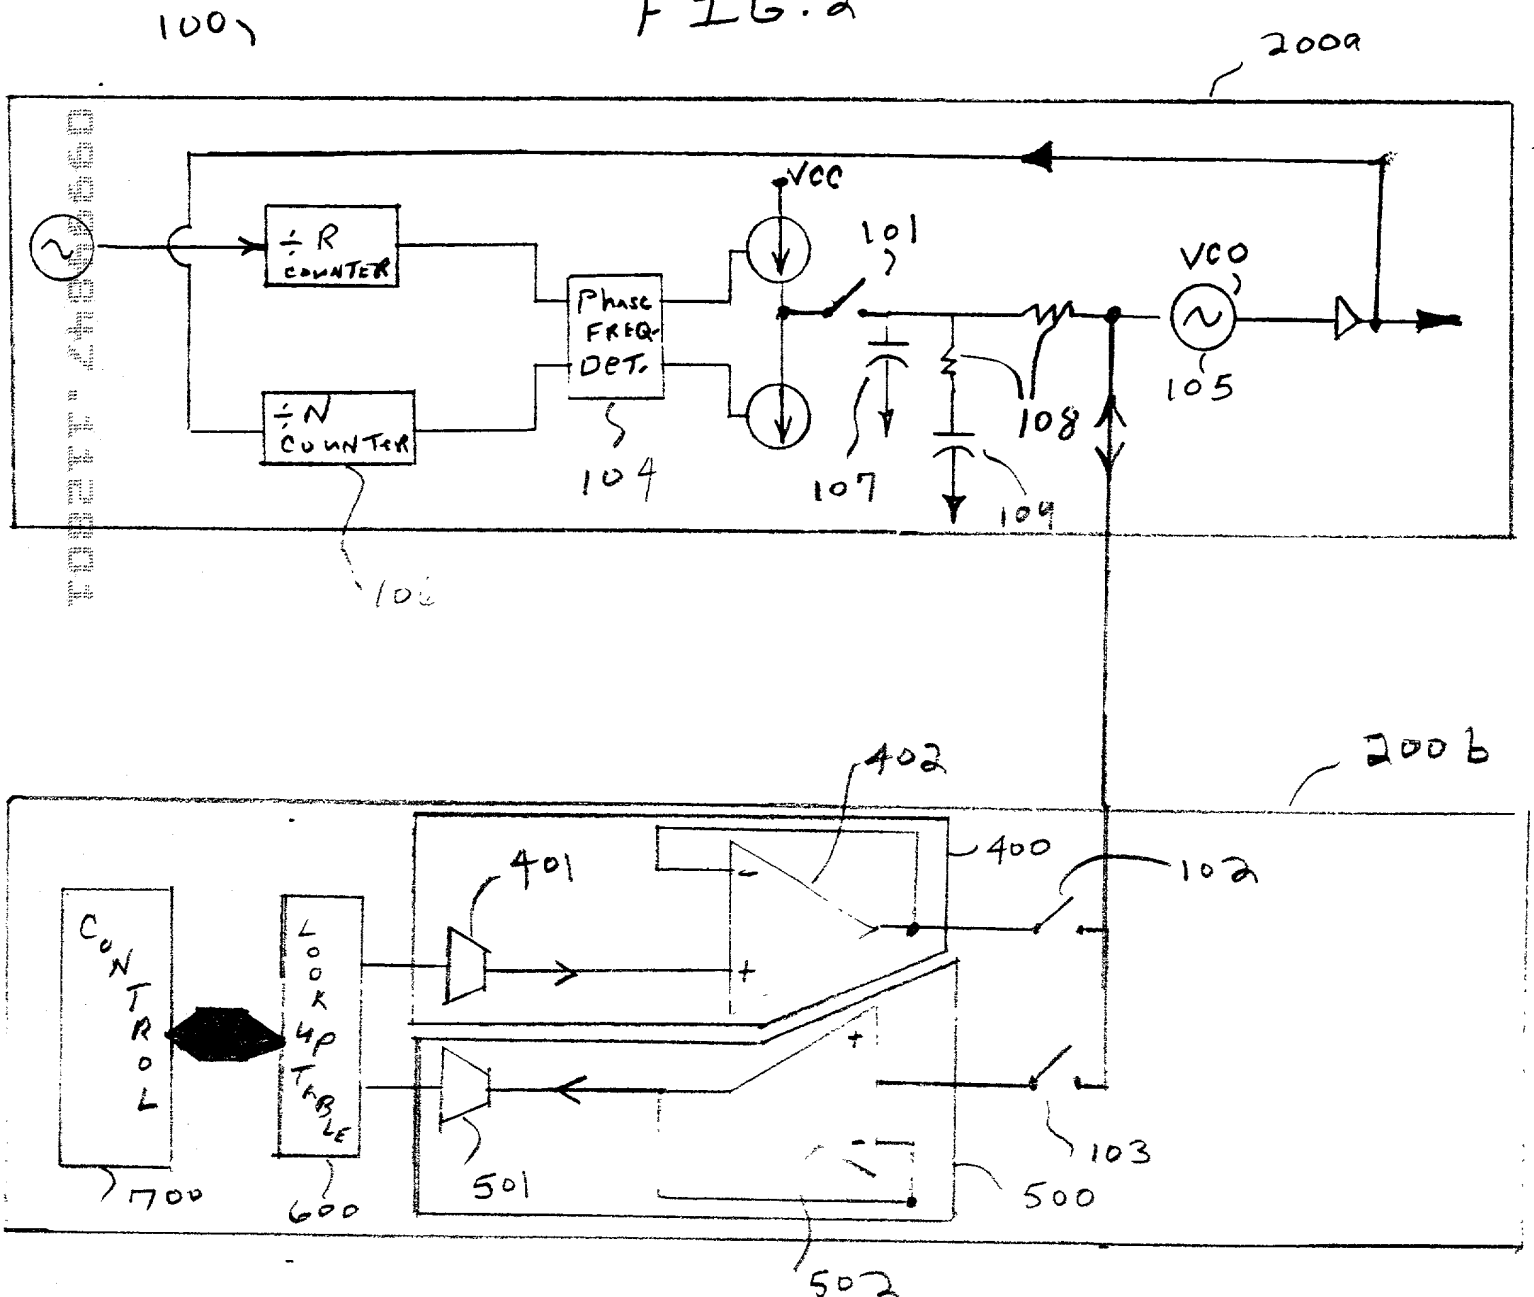 FIG. 2
100
200a
VCC
÷ R
COUNTER
101
VCO
Phase
FREQ.
DET.
105
÷ N
COUNTER
108
104
107
109
200b
402
400
102
401
CONTROL
LOOK UP TABLE
+
-
+
-
103
501
500
700
600
502